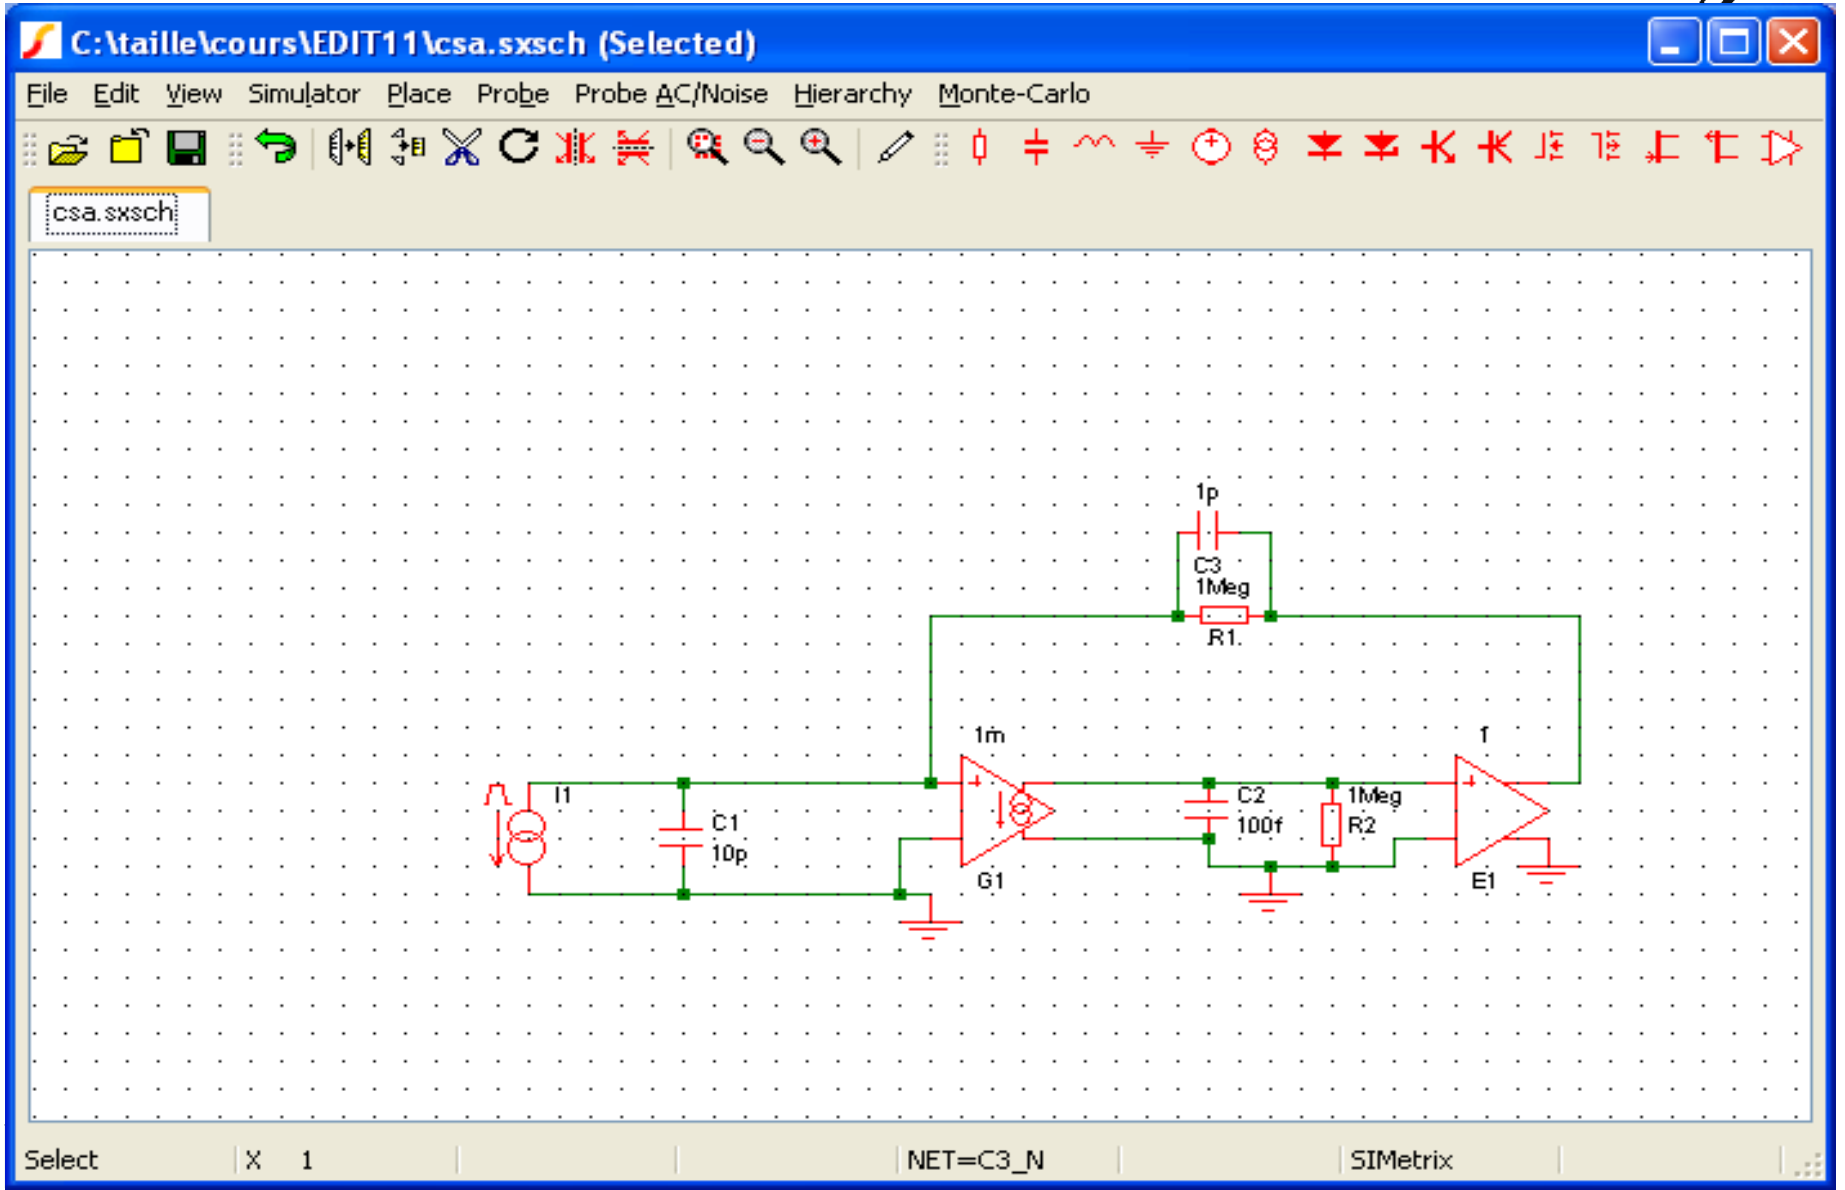 C:\taille\cours\EDIT11\csa.sxsch (Selected)
File Edit View Simulator Place Probe Probe AC/Noise Hierarchy Monte-Carlo
csa.sxsch
1p
C3
1Meg
R1
1m
1
I1
C1
10p
G1
C2
100f
1Meg
R2
E1
Select X 1 NET=C3_N SIMetrix